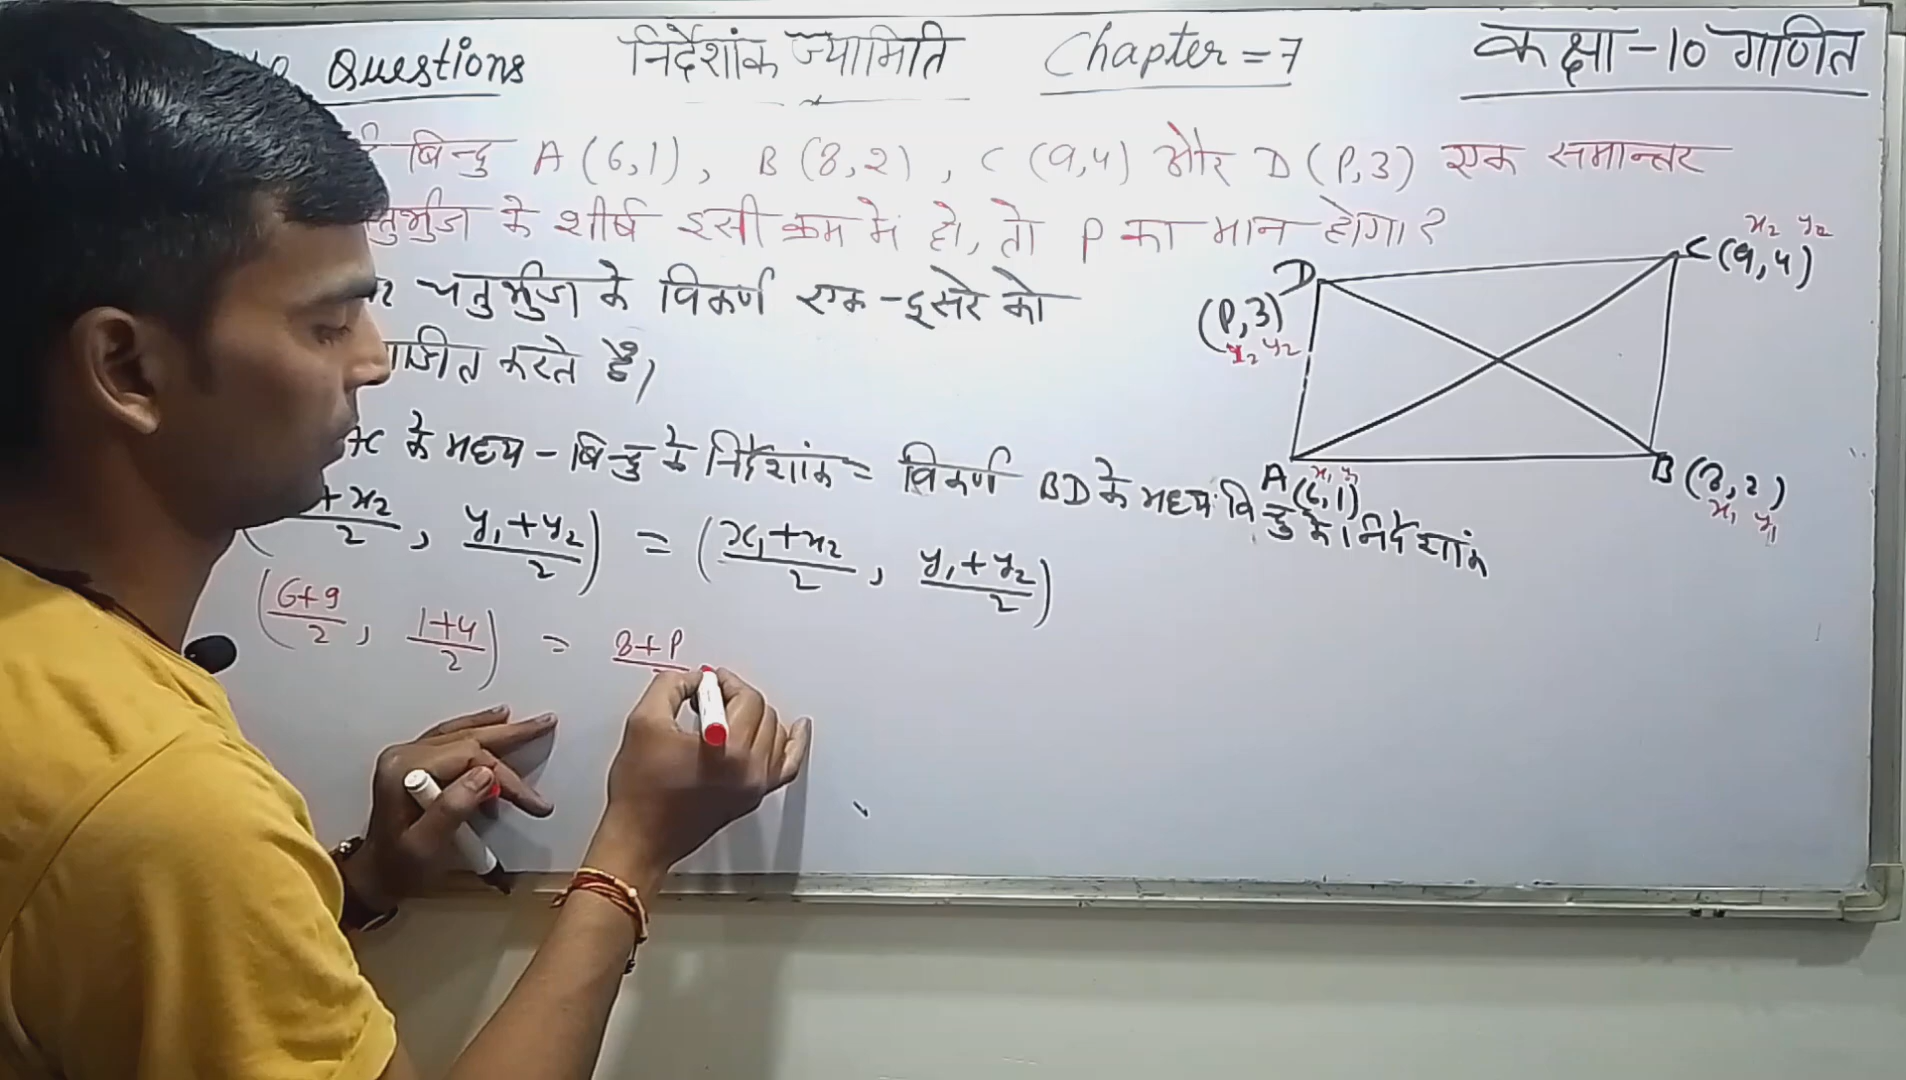 Questions निर्देशांक ज्यामिति Chapter = 7 कक्षा - 10 गणित
बिन्दु A (6,1), B (8,2), C (9,4) और D (P,3) एक समान्तर
के शीर्ष इसी क्रम में हो, तो P का मान होगा?
चतुर्भुज के विकर्ण एक-दूसरे को
करते हैं।
AC के मध्य-बिन्दु के निर्देशांक = विकर्ण BD के मध्य बिन्दु के निर्देशांक
+x2/2, y1+y2/2) = (x1+x2/2, y1+y2/2)
(6+9/2, 1+4/2) = 8+P
D
(P,3)
x2 y2
x2 y2
C (9,4)
A (6,1)
x1 y1
B (8,2)
x1 y1